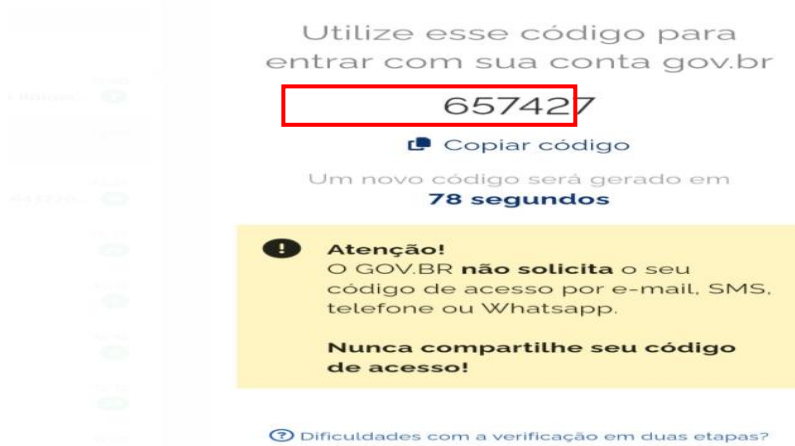 Utilize esse código para
entrar com sua conta gov.br
657427
Copiar código
Um novo código será gerado em
78 segundos
Atenção!
O GOV.BR não solicita o seu
código de acesso por e-mail, SMS,
telefone ou Whatsapp.
Nunca compartilhe seu código
de acesso!
Dificuldades com a verificação em duas etapas?